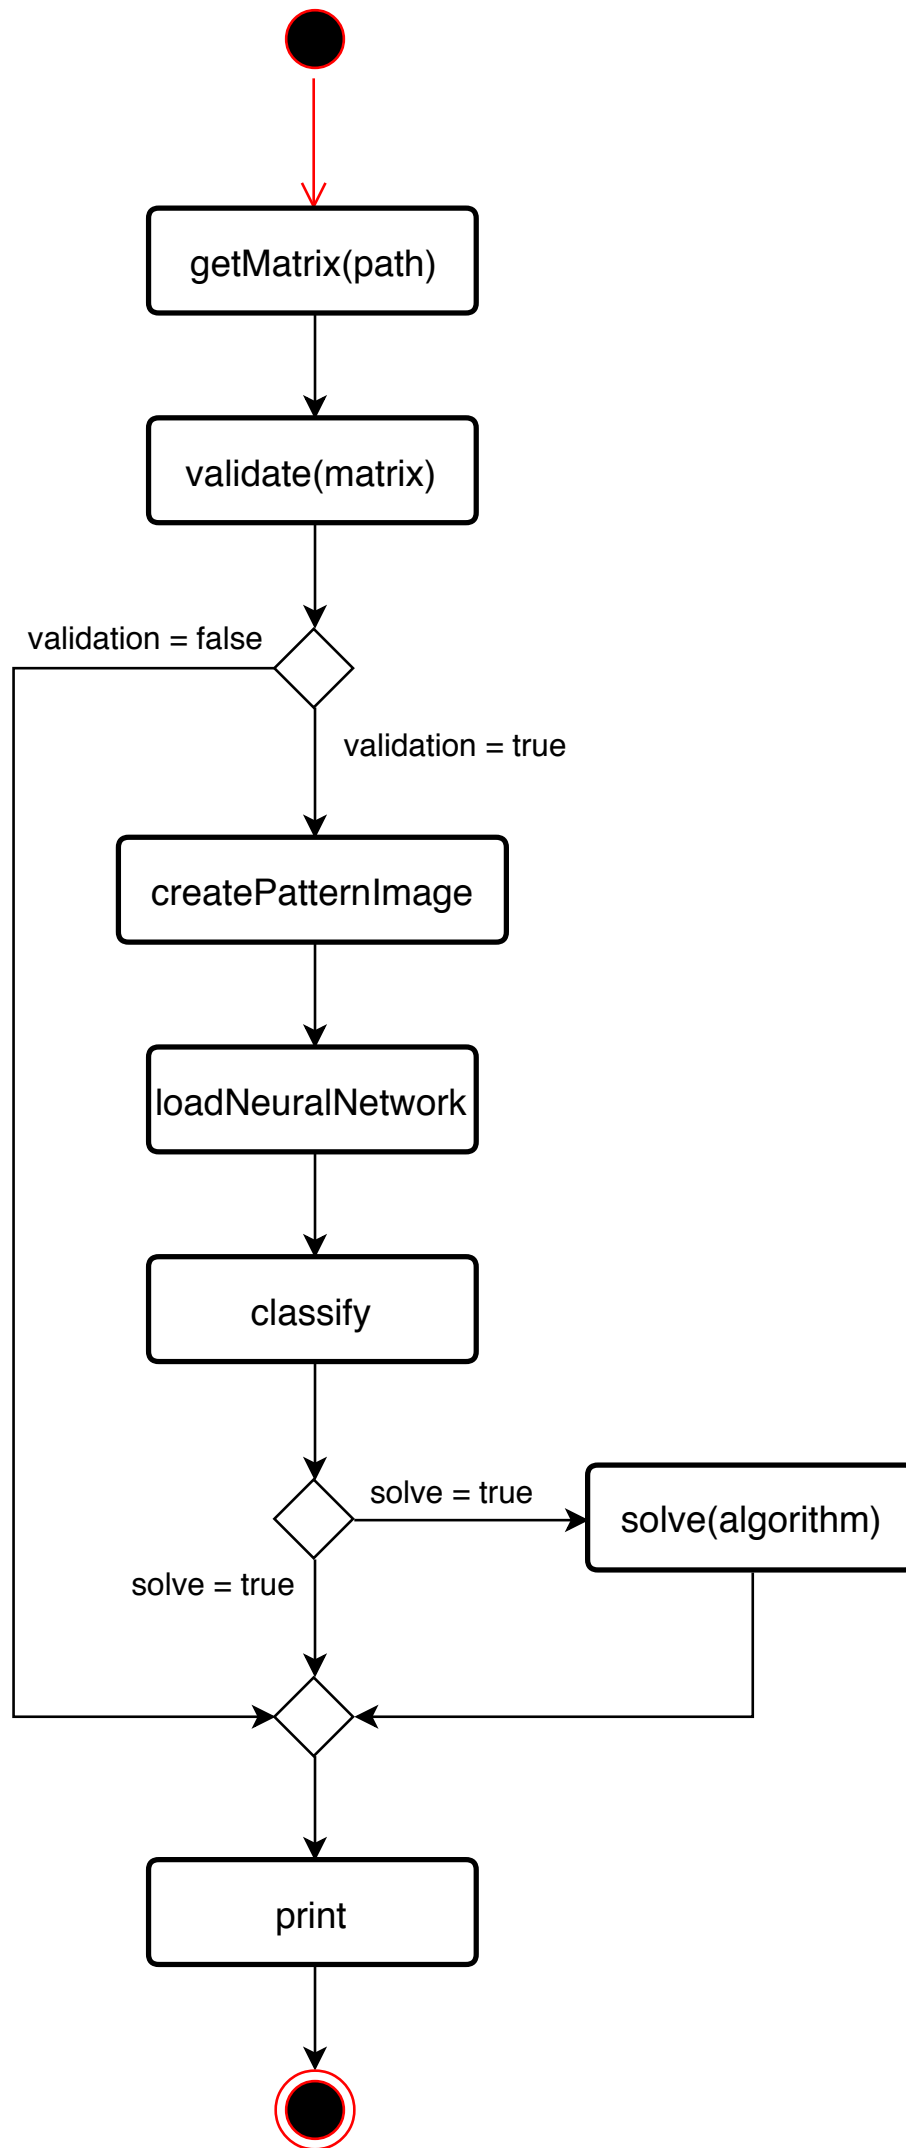 getMatrix(path)
validate(matrix)
validation = false
validation = true
createPatternImage
loadNeuralNetwork
classify
solve = true
solve(algorithm)
solve = true
print